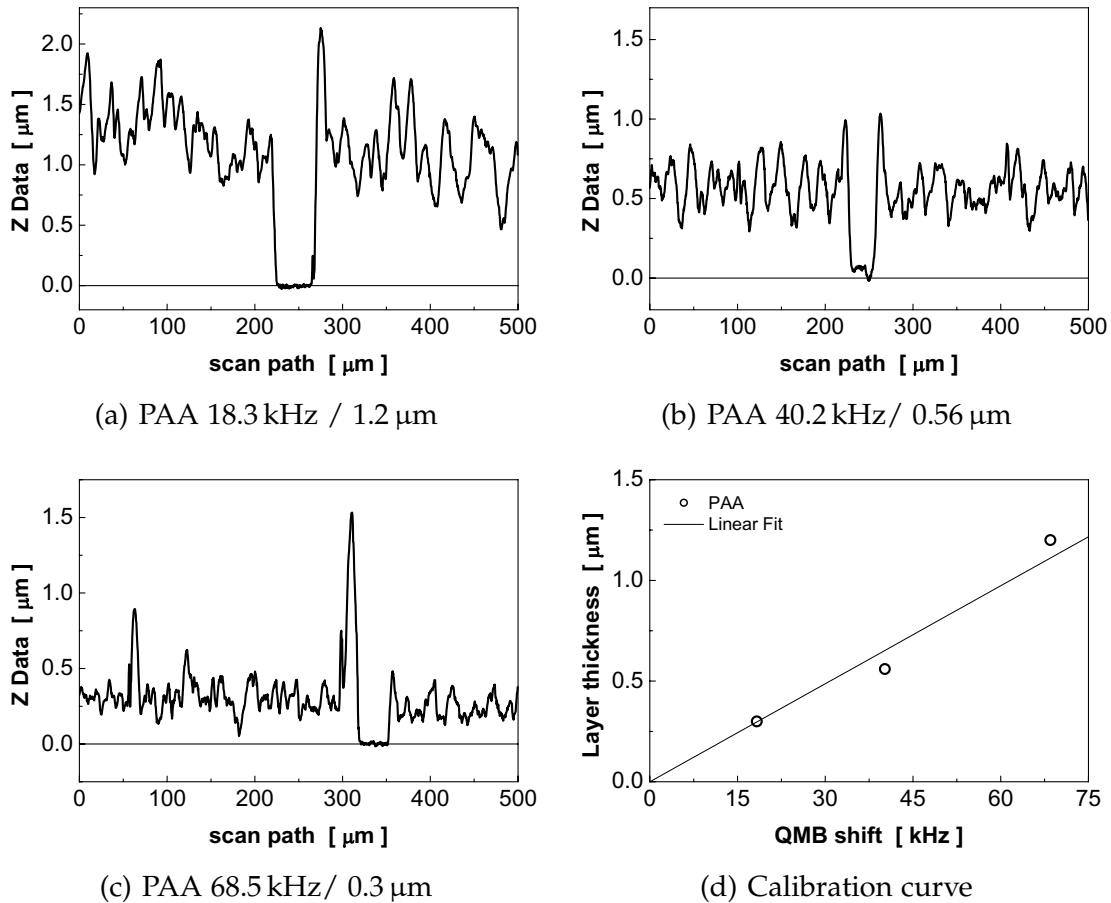 2.0
1.5
1.0
0.5
0.0
Z Data [ μm ]
0 100 200 300 400 500
scan path [ μm ]
(a) PAA 18.3 kHz / 1.2 μm
1.5
1.0
0.5
0.0
Z Data [ μm ]
0 100 200 300 400 500
scan path [ μm ]
(b) PAA 40.2 kHz/ 0.56 μm
1.5
1.0
0.5
0.0
Z Data [ μm ]
0 100 200 300 400 500
scan path [ μm ]
(c) PAA 68.5 kHz/ 0.3 μm
1.5
1.0
0.5
0.0
Layer thickness [ μm ]
PAA
Linear Fit
0 15 30 45 60 75
QMB shift [ kHz ]
(d) Calibration curve